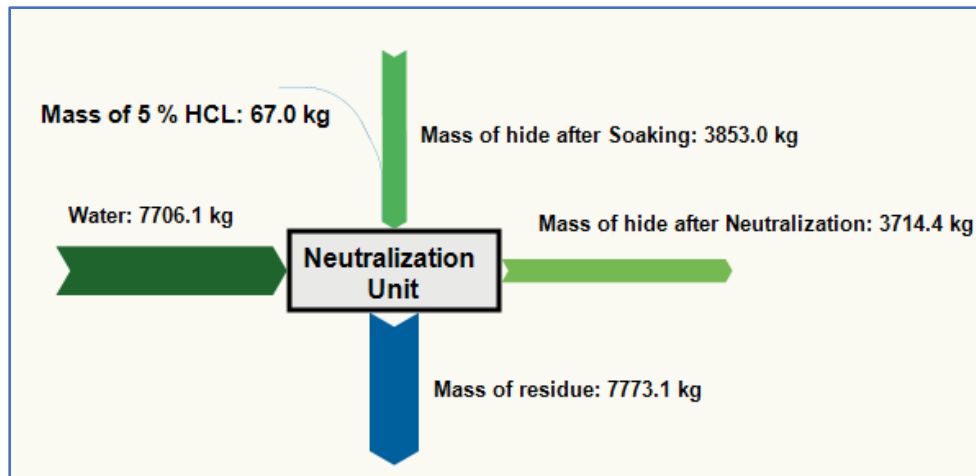 Mass of 5 % HCL: 67.0 kg
Mass of hide after Soaking: 3853.0 kg
Water: 7706.1 kg
Mass of hide after Neutralization: 3714.4 kg
Neutralization
Unit
Mass of residue: 7773.1 kg